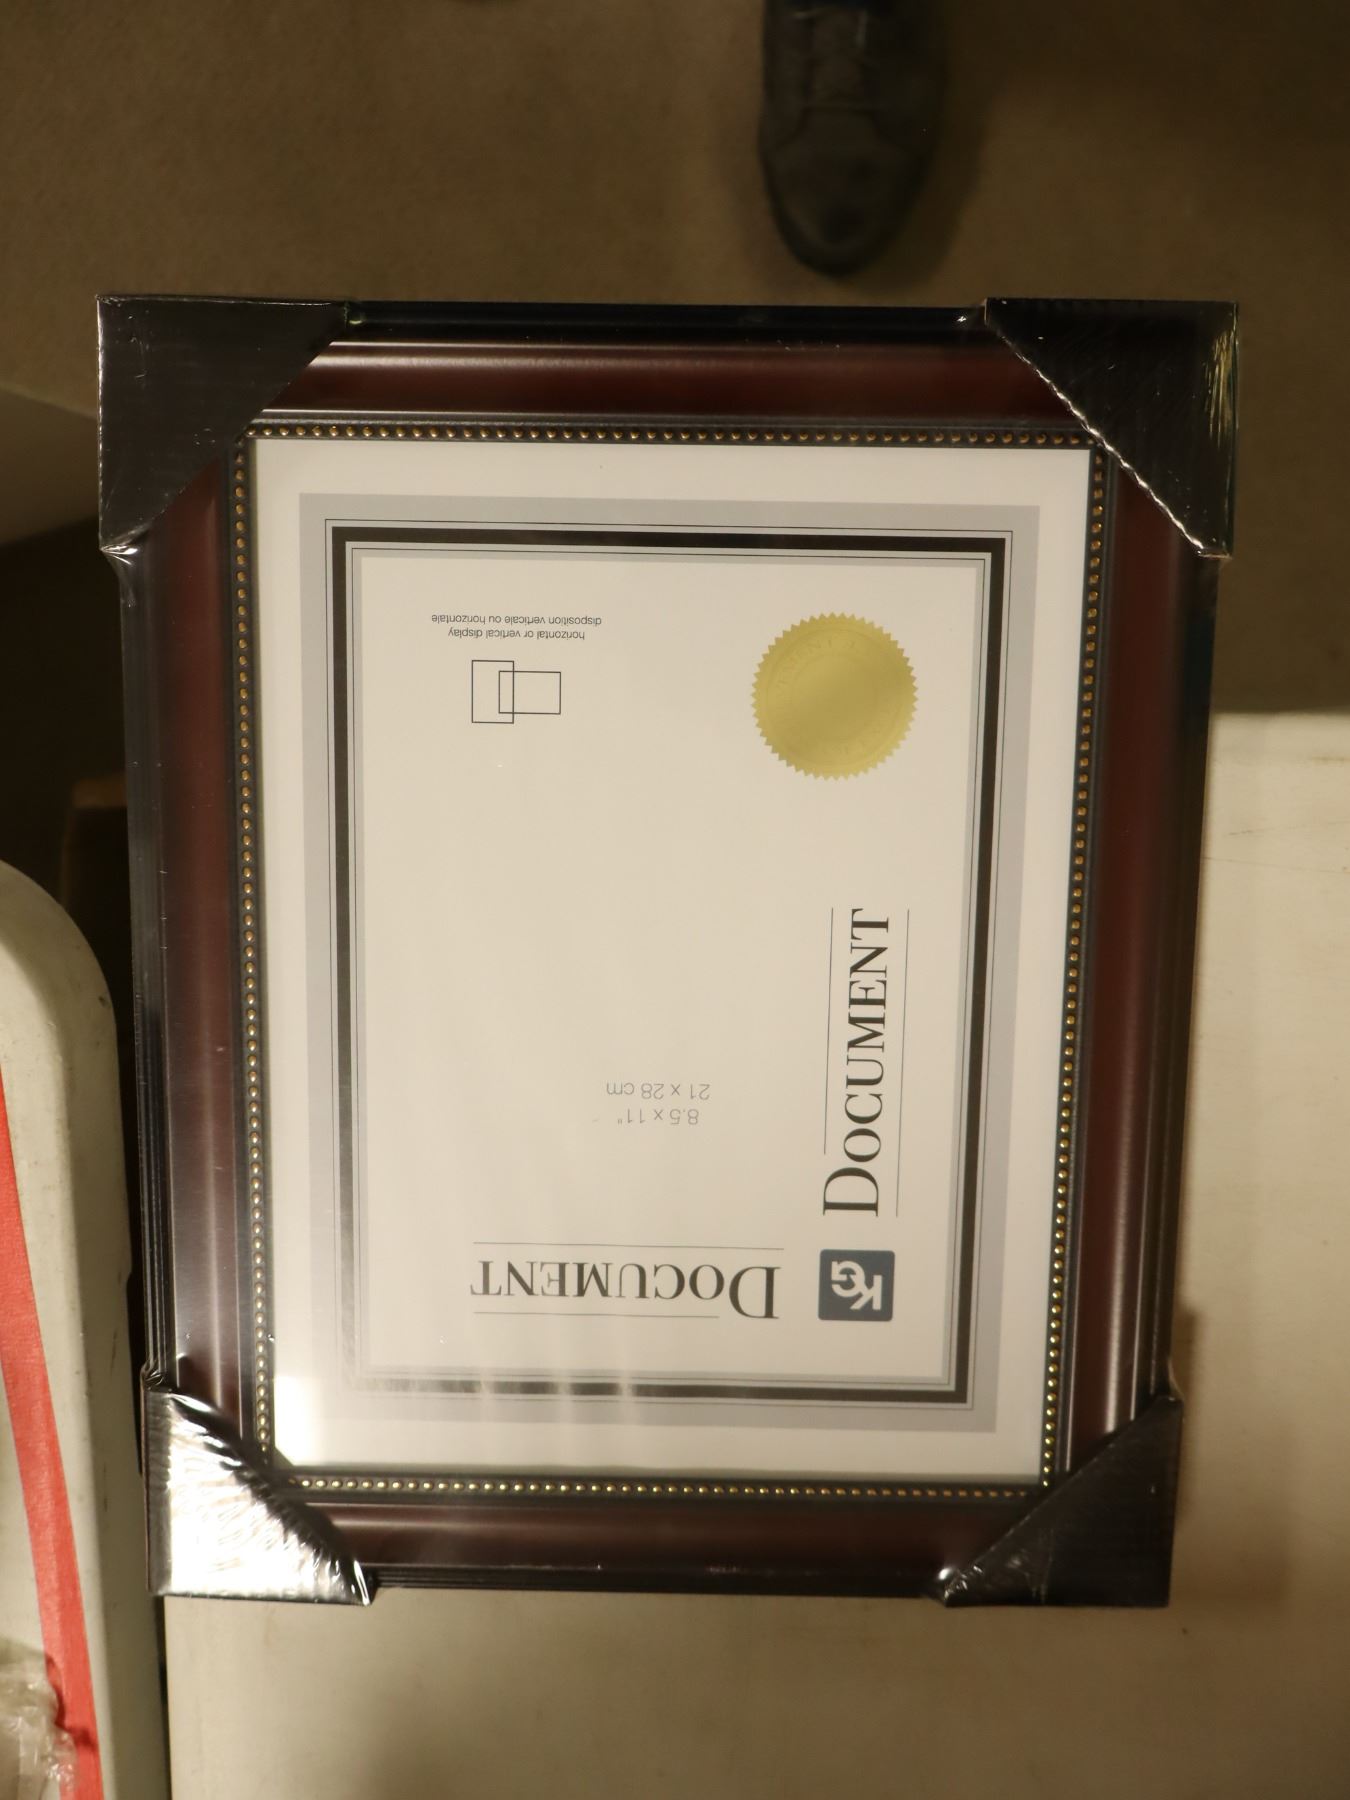 KG
DOCUMENT
DOCUMENT
8.5 x 11"
21 x 28 cm
horizontal or vertical display
disposition verticale ou horizontale